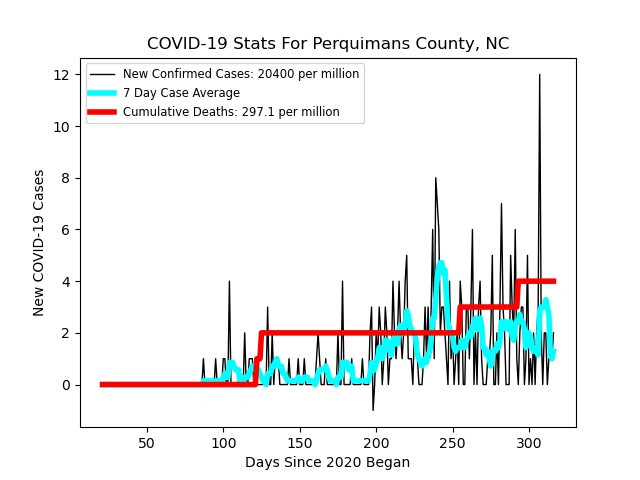 COVID-19 Stats For Perquimans County, NC
New Confirmed Cases: 20400 per million
7 Day Case Average
Cumulative Deaths: 297.1 per million
New COVID-19 Cases
12
10
8
6
4
2
0
50 100 150 200 250 300
Days Since 2020 Began